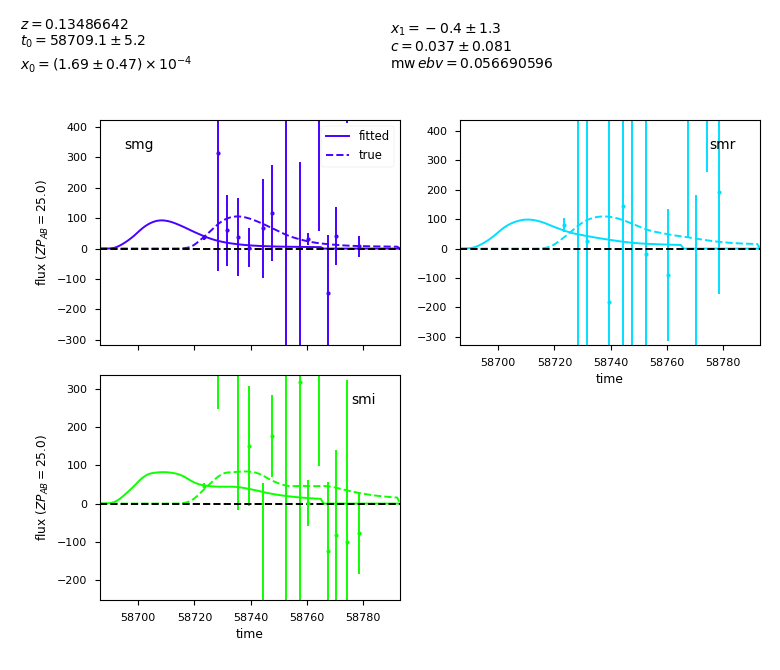 z = 0.13486642
t₀ = 58709.1 ± 5.2
x₀ = (1.69 ± 0.47) × 10⁻⁴
x₁ = −0.4 ± 1.3
c = 0.037 ± 0.081
mw ebv = 0.056690596
smg
fitted
true
400
300
200
100
0
−100
−200
−300
flux (ZP_AB = 25.0)
smr
400
300
200
100
0
−100
−200
−300
58700 58720 58740 58760 58780
time
smi
300
200
100
0
−100
−200
flux (ZP_AB = 25.0)
58700 58720 58740 58760 58780
time